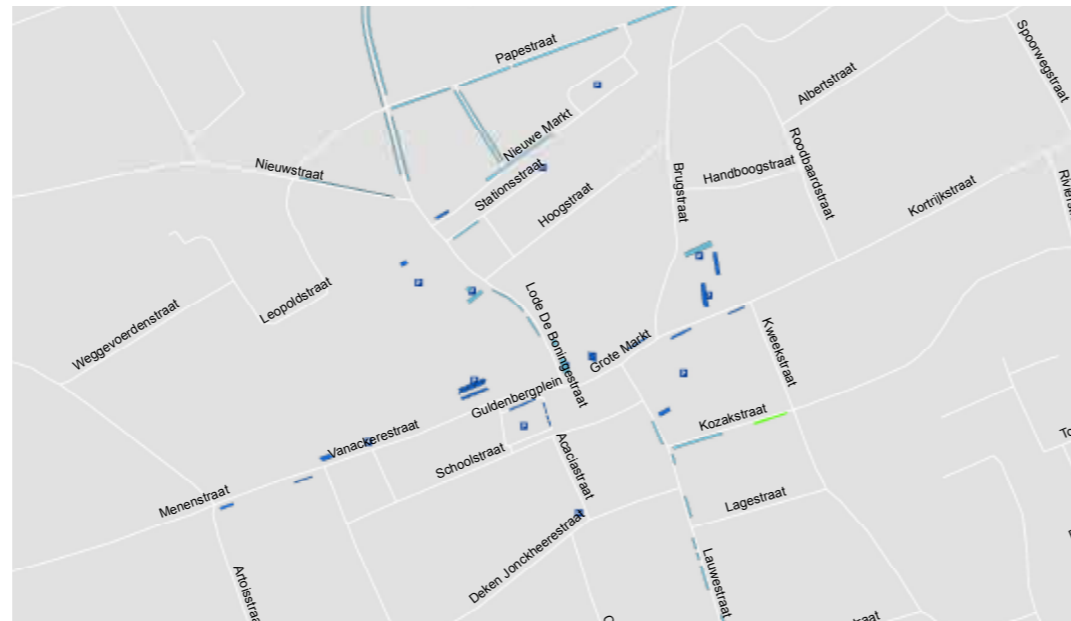 Spoorwegstraat
Papestraat
Albertstraat
Nieuwe Markt
Roodbaardstraat
Nieuwstraat
Stationsstraat
Brugstraat
Handboogstraat
Kortrijkstraat
Hoogstraat
Leopoldstraat
Weggevoerdenstraat
Lode De Boningestraat
Grote Markt
Kweekstraat
Guldenbergplein
Kozakstraat
Vanackerestraat
Schoolstraat
Acaciastraat
Menenstraat
Lagestraat
Deken Jonckheerestraat
Lauwestraat
P
P
P
P
P
P
P
P
P
P